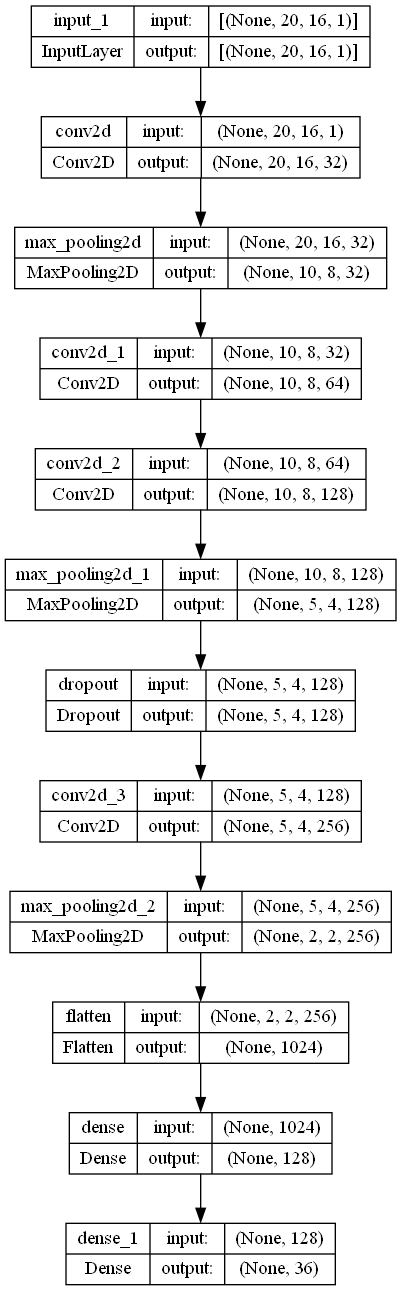 input_1 input: [(None, 20, 16, 1)]
InputLayer output: [(None, 20, 16, 1)]
conv2d input: (None, 20, 16, 1)
Conv2D output: (None, 20, 16, 32)
max_pooling2d input: (None, 20, 16, 32)
MaxPooling2D output: (None, 10, 8, 32)
conv2d_1 input: (None, 10, 8, 32)
Conv2D output: (None, 10, 8, 64)
conv2d_2 input: (None, 10, 8, 64)
Conv2D output: (None, 10, 8, 128)
max_pooling2d_1 input: (None, 10, 8, 128)
MaxPooling2D output: (None, 5, 4, 128)
dropout input: (None, 5, 4, 128)
Dropout output: (None, 5, 4, 128)
conv2d_3 input: (None, 5, 4, 128)
Conv2D output: (None, 5, 4, 256)
max_pooling2d_2 input: (None, 5, 4, 256)
MaxPooling2D output: (None, 2, 2, 256)
flatten input: (None, 2, 2, 256)
Flatten output: (None, 1024)
dense input: (None, 1024)
Dense output: (None, 128)
dense_1 input: (None, 128)
Dense output: (None, 36)